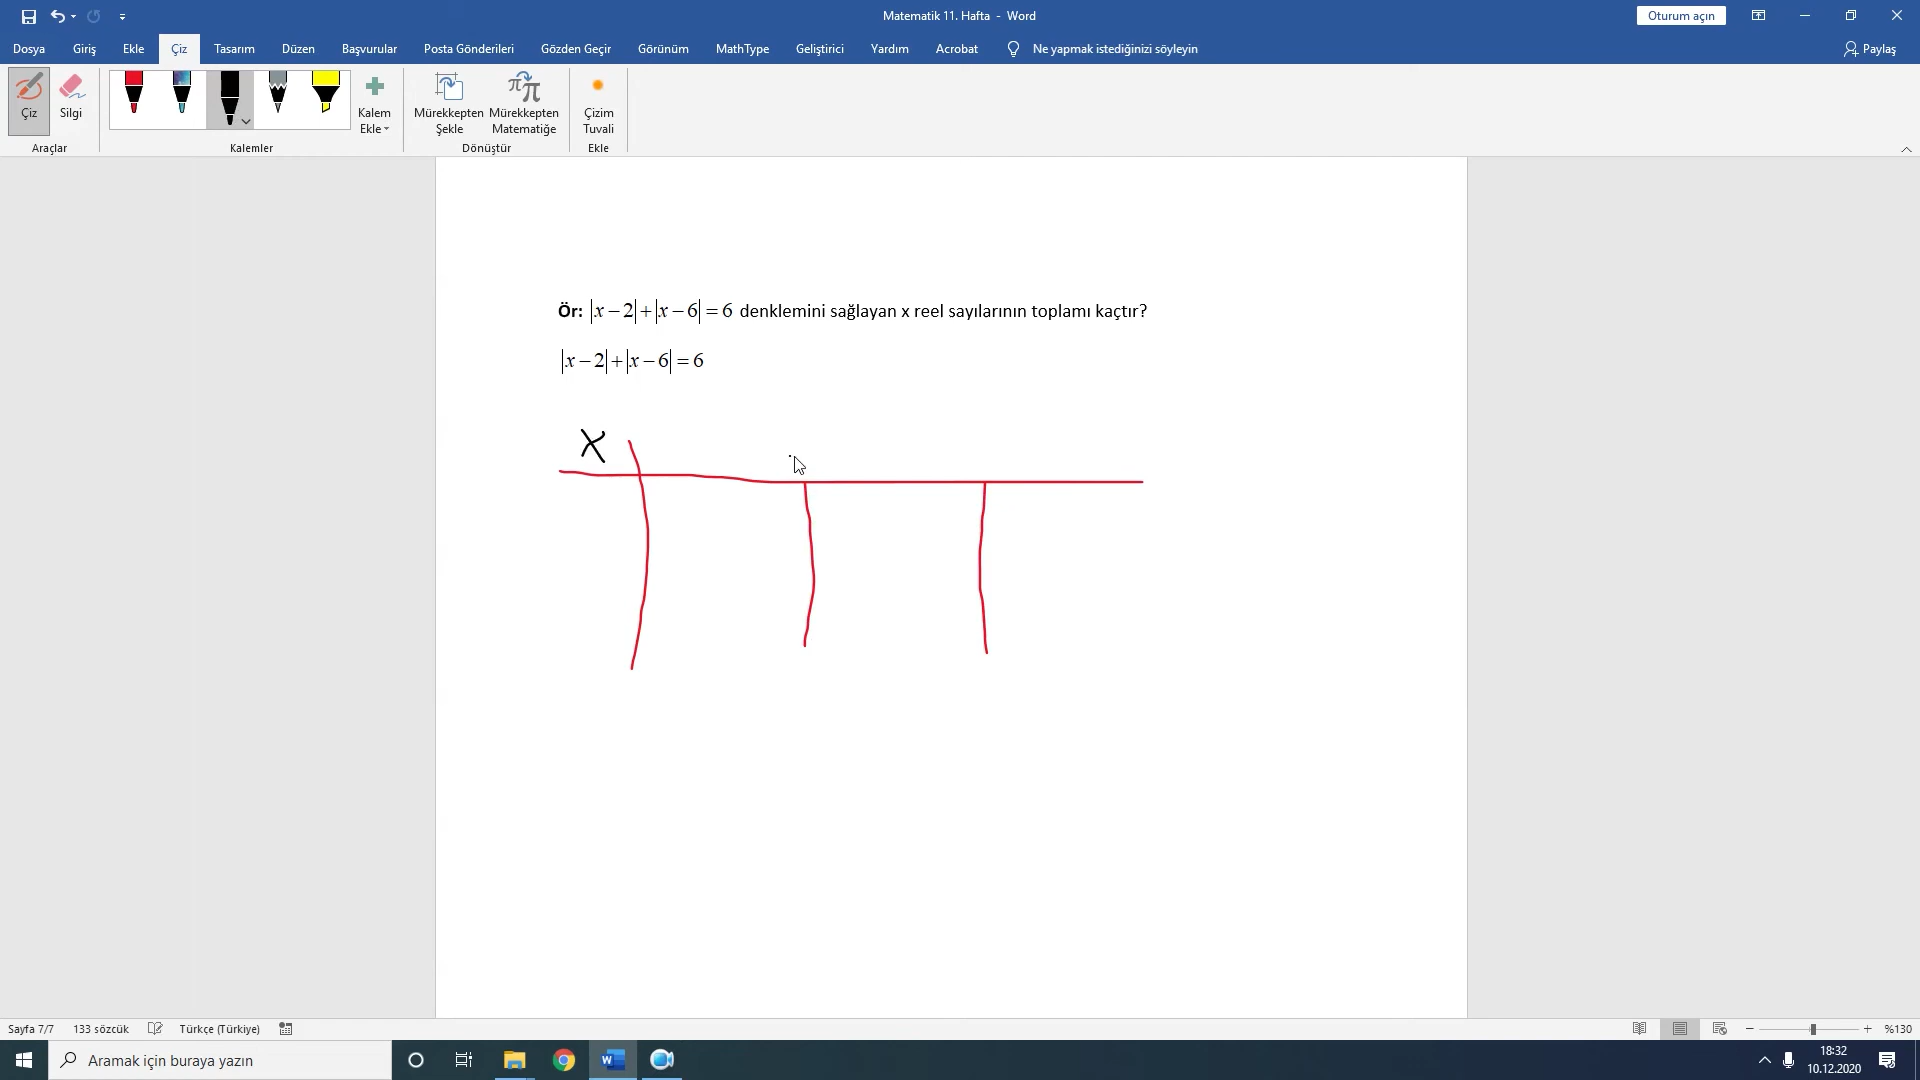 Matematik 11. Hafta - Word
Oturum açın
Dosya Giriş Ekle Çiz Tasarım Düzen Başvurular Posta Gönderileri Gözden Geçir Görünüm MathType Geliştirici Yardım Acrobat Ne yapmak istediğinizi söyleyin Paylaş
Çiz Silgi Kalem Ekle Mürekkepten Şekle Mürekkepten Matematiğe Çizim Tuvali
Araçlar Kalemler Dönüştür Ekle
Ör: |x − 2| + |x − 6| = 6 denklemini sağlayan x reel sayılarının toplamı kaçtır?
|x − 2| + |x − 6| = 6
x
Sayfa 7/7 133 sözcük Türkçe (Türkiye) %130
Aramak için buraya yazın
18:32
10.12.2020